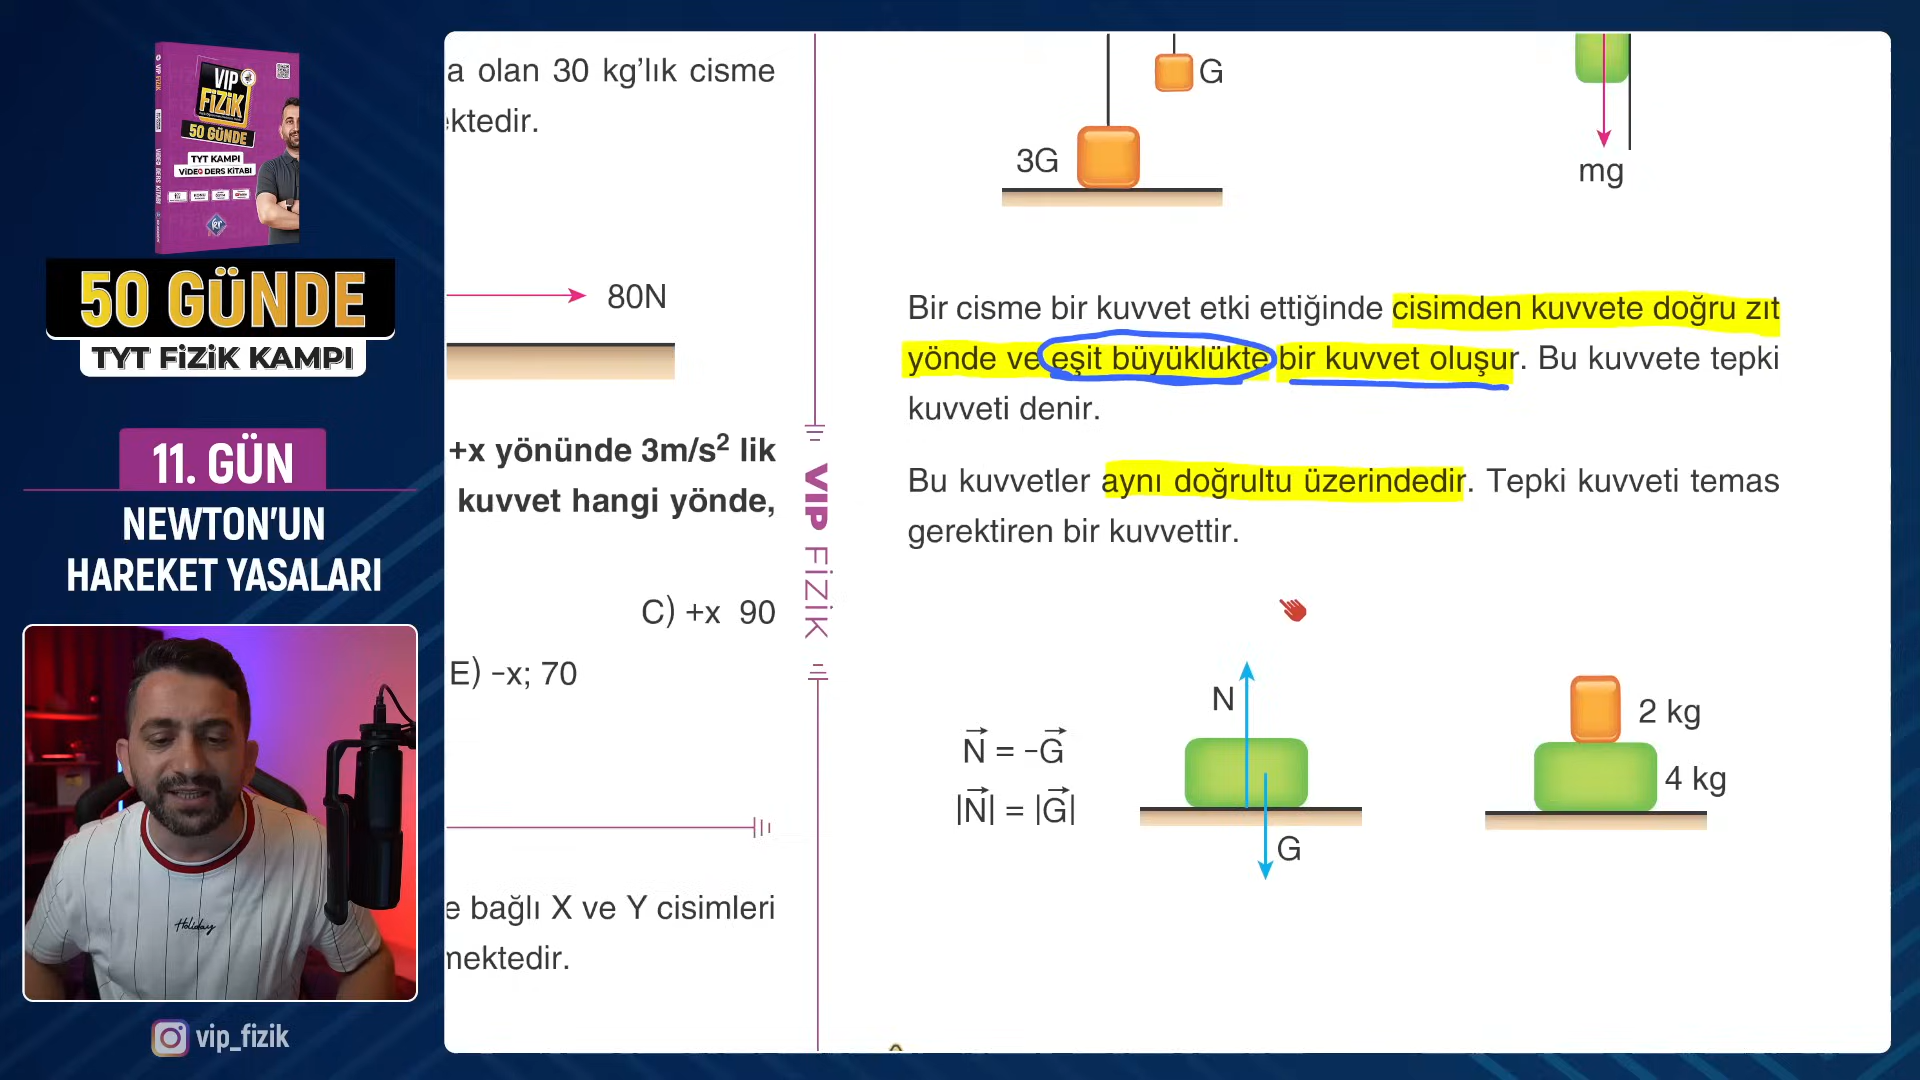 VIP
FİZİK
50 GÜNDE
TYT KAMPI
VİDEO DERS KİTABI
50 GÜNDE
TYT FİZİK KAMPI
11. GÜN
NEWTON'UN
HAREKET YASALARI
Holiday
vip_fizik
a olan 30 kg'lık cisme
ktedir.
80N
+x yönünde 3m/s² lik
kuvvet hangi yönde,
C) +x 90
E) −x; 70
e bağlı X ve Y cisimleri
mektedir.
VIP FİZİK
G
3G
mg
Bir cisme bir kuvvet etki ettiğinde cisimden kuvvete doğru zıt
yönde ve eşit büyüklükte bir kuvvet oluşur. Bu kuvvete tepki
kuvveti denir.
Bu kuvvetler aynı doğrultu üzerindedir. Tepki kuvveti temas
gerektiren bir kuvvettir.
N⃗ = −G⃗
|N⃗| = |G⃗|
N
G
2 kg
4 kg